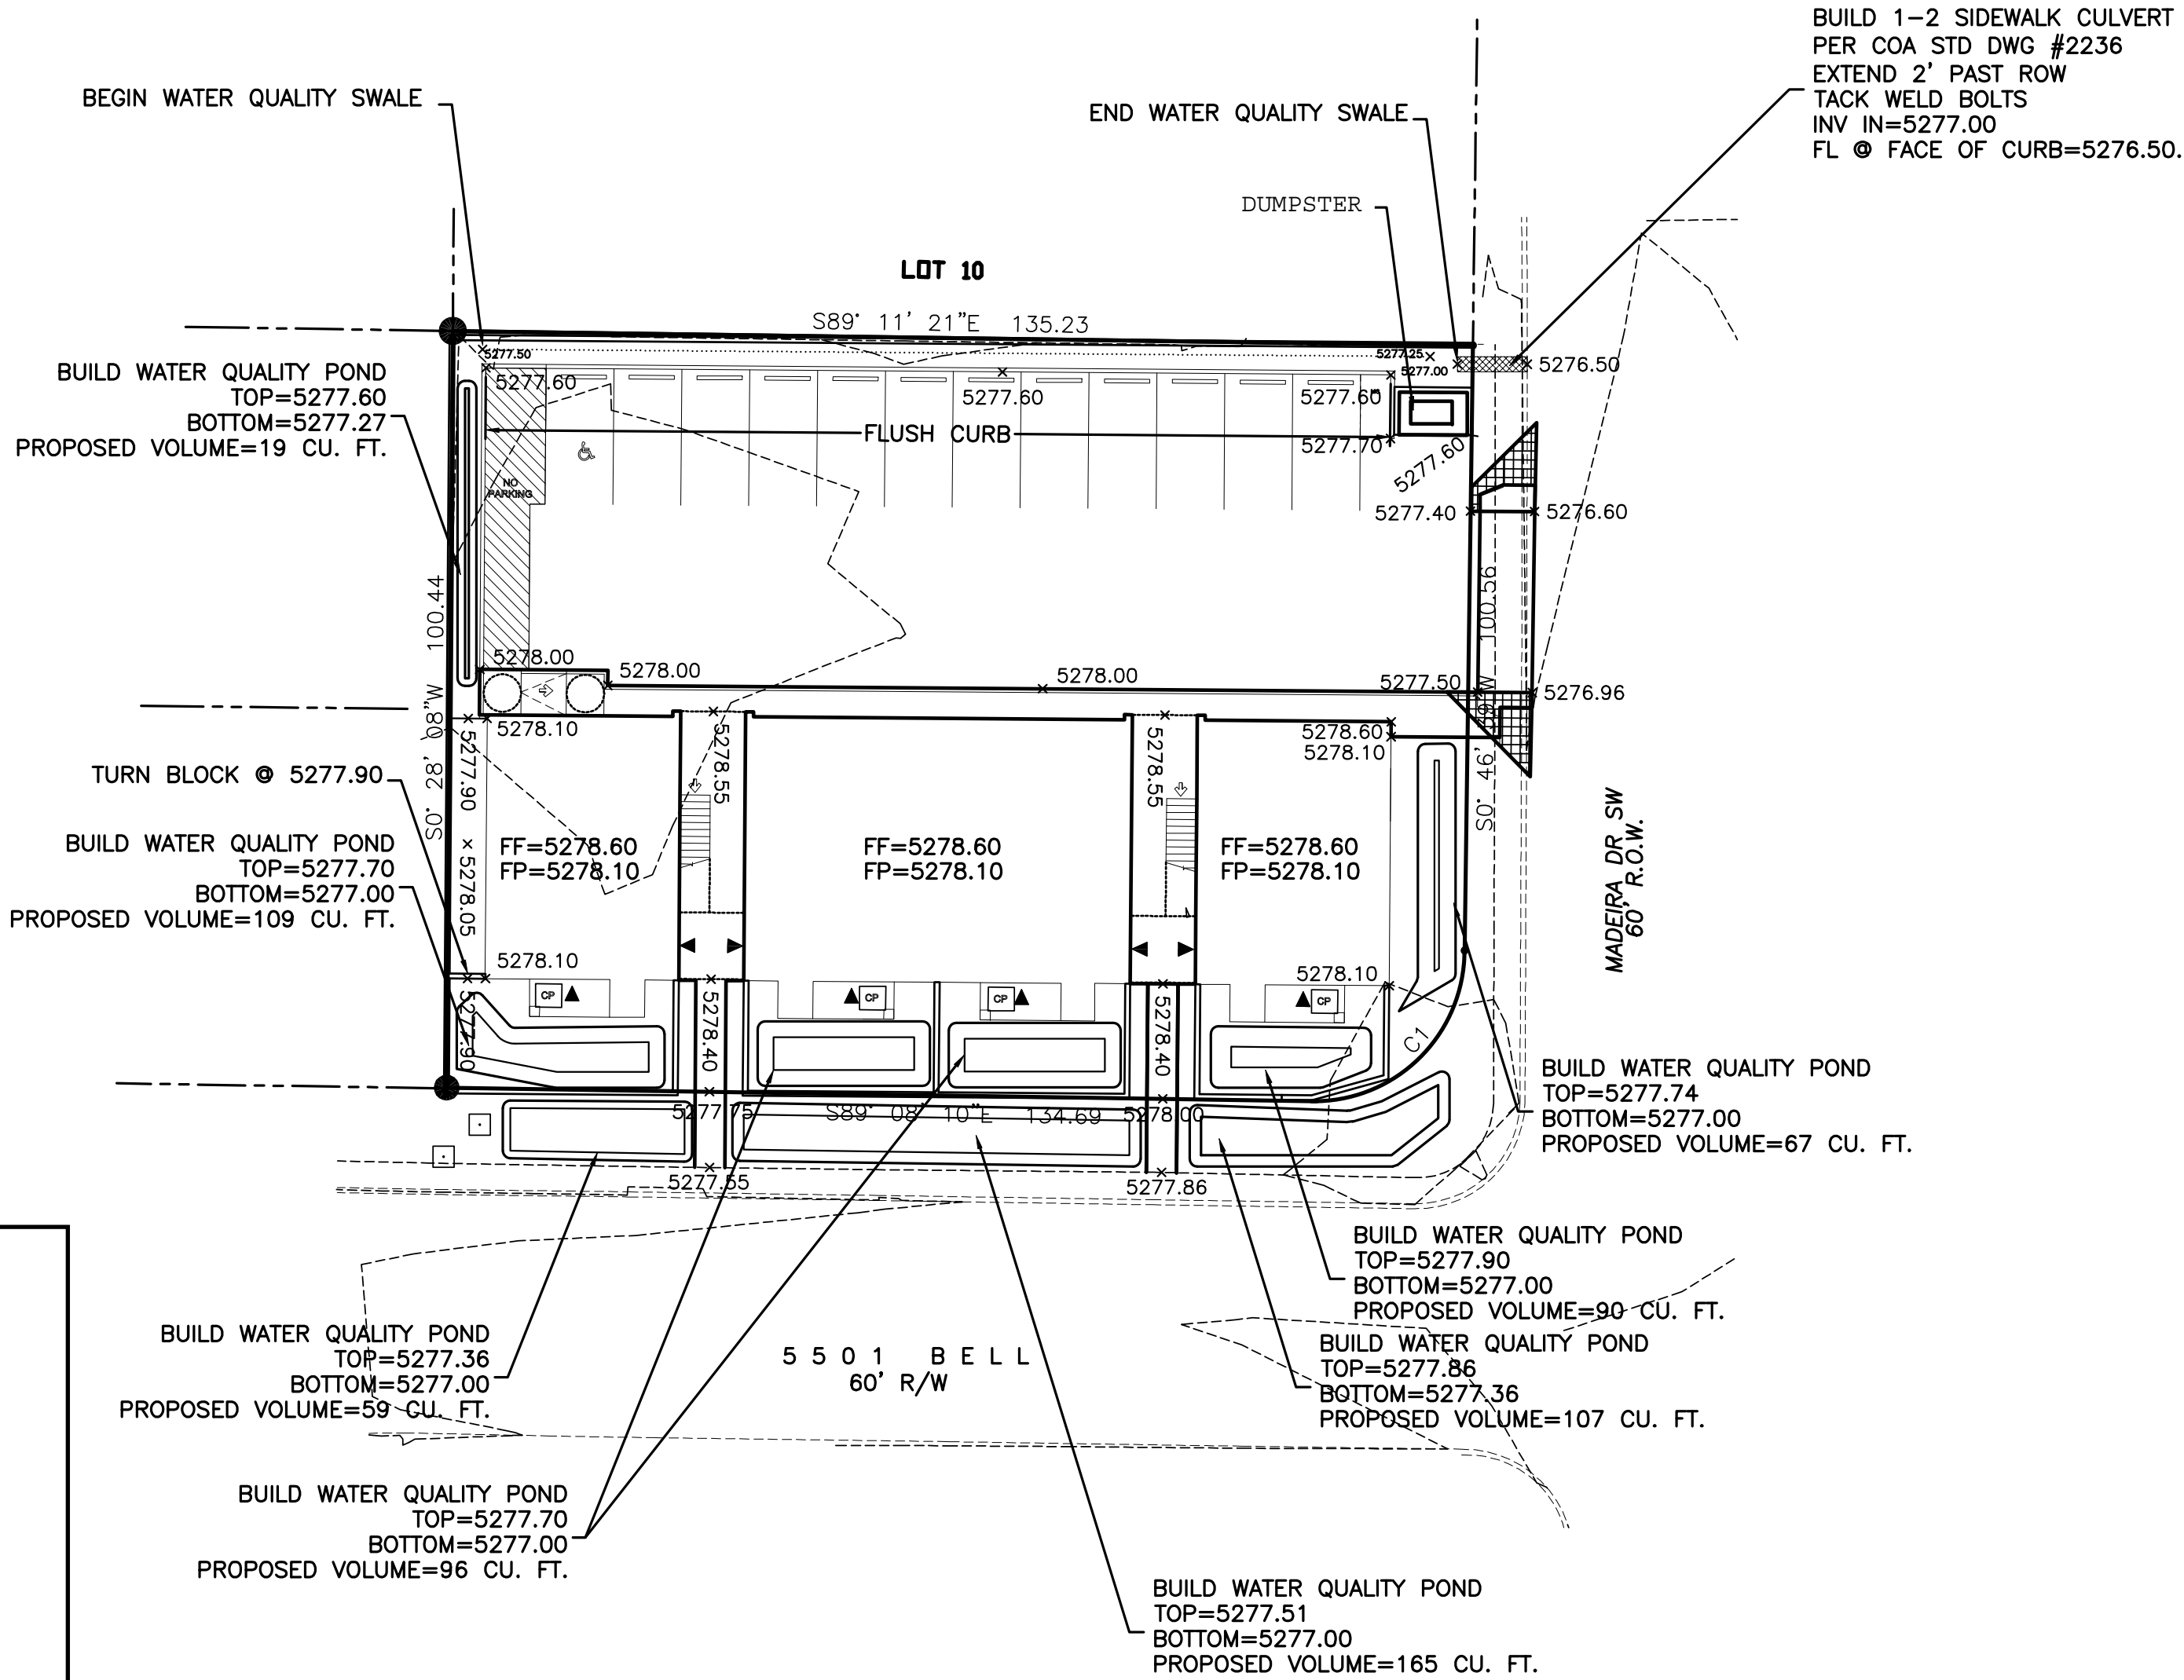 BUILD 1-2 SIDEWALK CULVERT
PER COA STD DWG #2236
EXTEND 2' PAST ROW
TACK WELD BOLTS
INV IN=5277.00
FL @ FACE OF CURB=5276.50.
BEGIN WATER QUALITY SWALE
END WATER QUALITY SWALE
DUMPSTER
LOT 10
S89° 11' 21"E 135.23
5277.50
5277.25
5277.00
5276.50
BUILD WATER QUALITY POND
TOP=5277.60
BOTTOM=5277.27
PROPOSED VOLUME=19 CU. FT.
5277.60
5277.60
5277.60
FLUSH CURB
5277.70
5277.60
NO
PARKING
5277.40
5276.60
S0° 28' 08"W 100.44
100.56
S0° 46'
5278.00
5278.00
5278.00
5277.50
5276.96
5278.10
5278.60
5278.10
5277.90
5278.55
5278.55
TURN BLOCK @ 5277.90
BUILD WATER QUALITY POND
TOP=5277.70
BOTTOM=5277.00
PROPOSED VOLUME=109 CU. FT.
5278.05
FF=5278.60
FP=5278.10
FF=5278.60
FP=5278.10
FF=5278.60
FP=5278.10
MADEIRA DR SW
60' R.O.W.
5278.10
5278.10
CP
CP
CP
CP
5277.90
5278.40
5278.40
C1
5277.75
S89° 08' 10"E 134.69
5278.00
5277.55
5277.86
BUILD WATER QUALITY POND
TOP=5277.74
BOTTOM=5277.00
PROPOSED VOLUME=67 CU. FT.
BUILD WATER QUALITY POND
TOP=5277.90
BOTTOM=5277.00
PROPOSED VOLUME=90 CU. FT.
BUILD WATER QUALITY POND
TOP=5277.86
BOTTOM=5277.36
PROPOSED VOLUME=107 CU. FT.
BUILD WATER QUALITY POND
TOP=5277.36
BOTTOM=5277.00
PROPOSED VOLUME=59 CU. FT.
5501 BELL
60' R/W
BUILD WATER QUALITY POND
TOP=5277.70
BOTTOM=5277.00
PROPOSED VOLUME=96 CU. FT.
BUILD WATER QUALITY POND
TOP=5277.51
BOTTOM=5277.00
PROPOSED VOLUME=165 CU. FT.